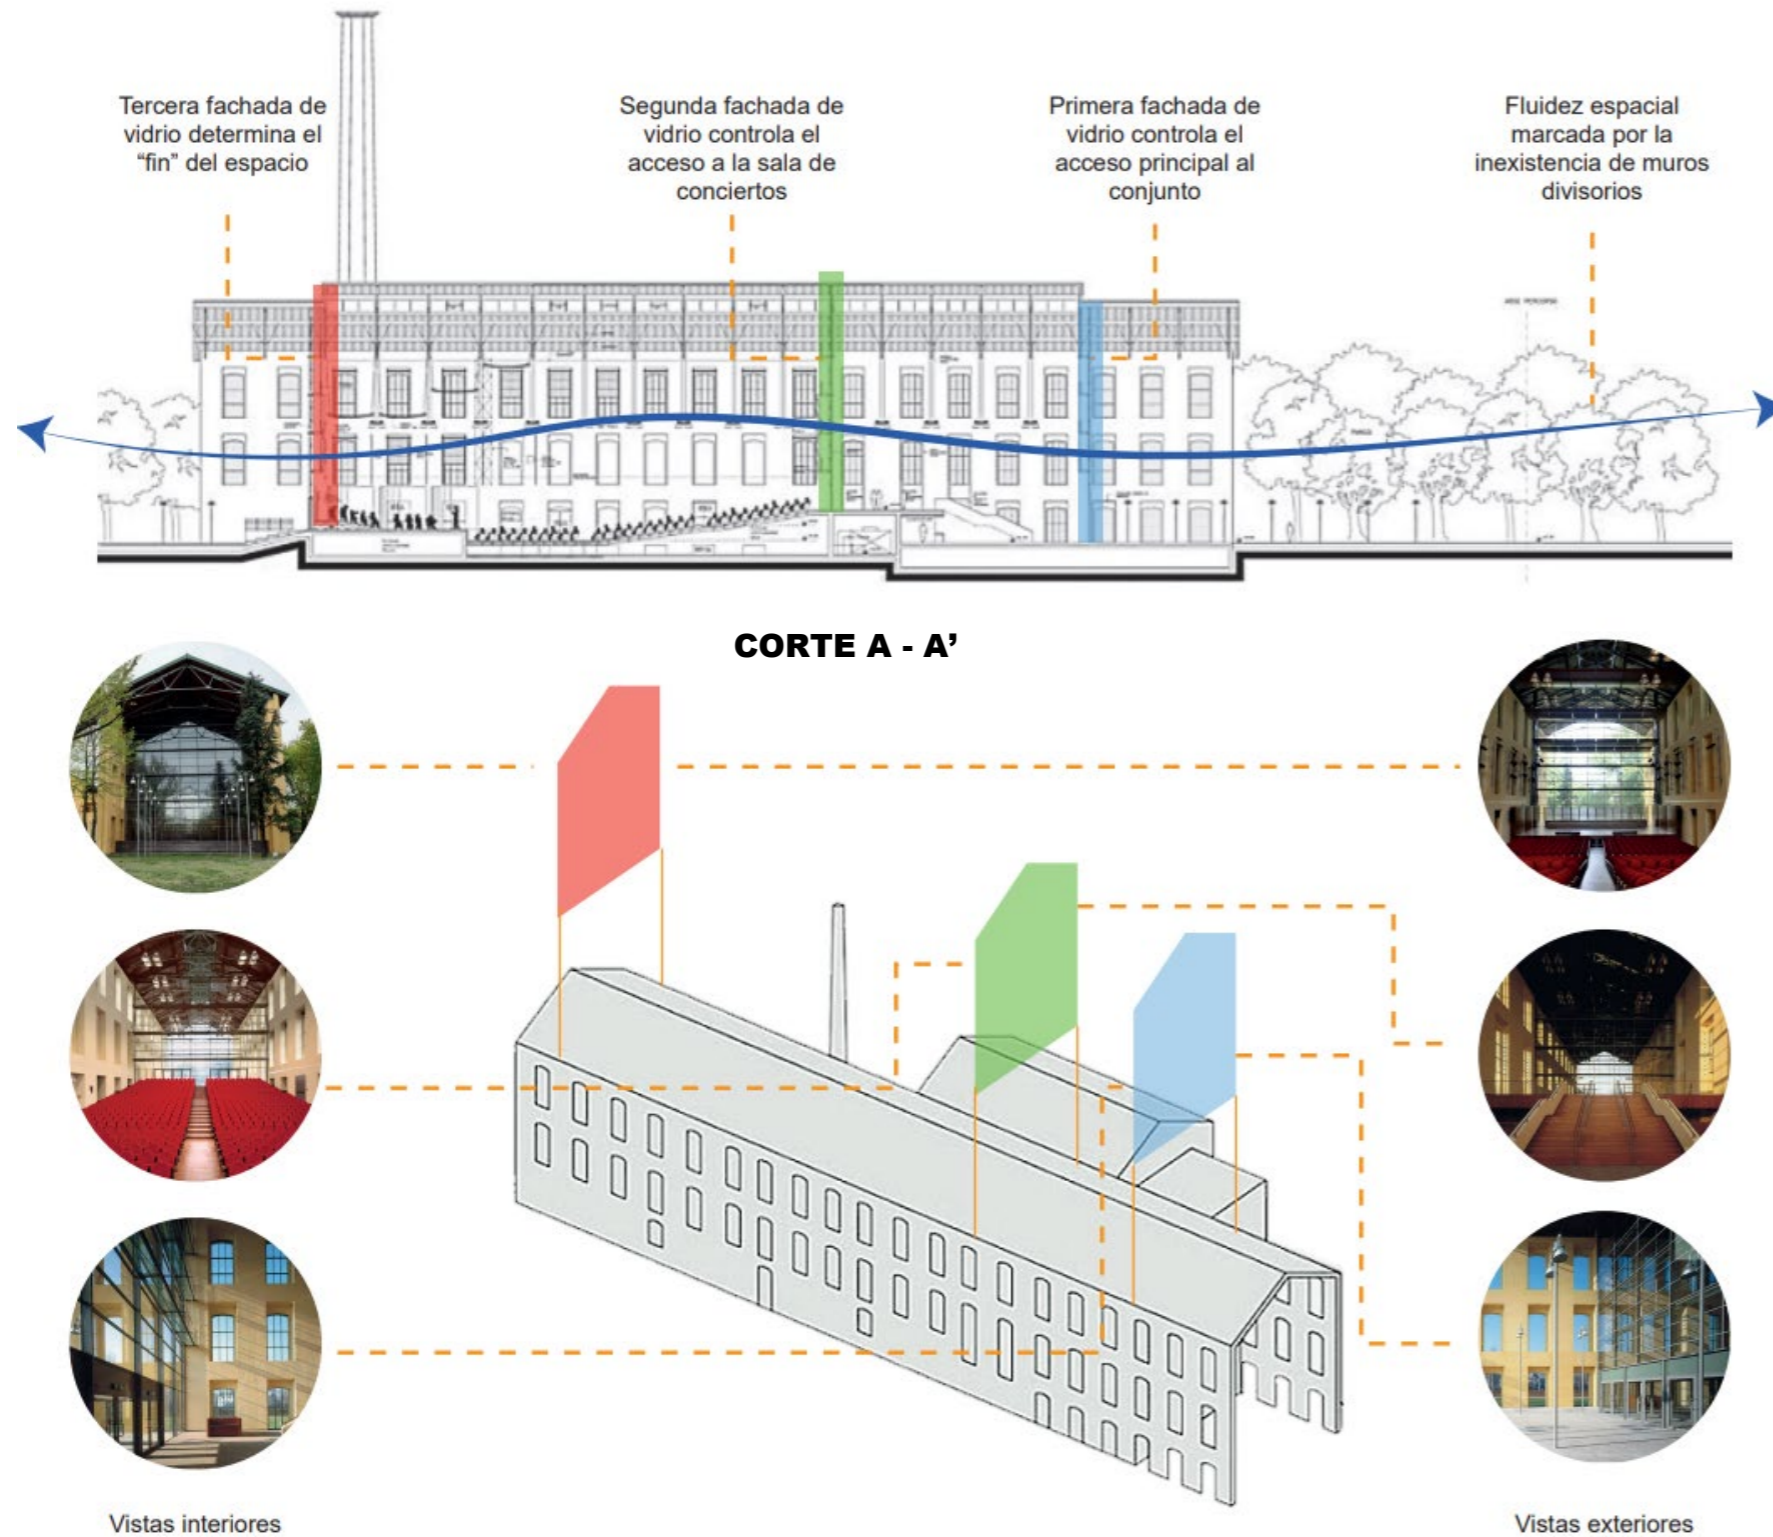 Tercera fachada de
vidrio determina el
“fin” del espacio
Segunda fachada de
vidrio controla el
acceso a la sala de
conciertos
Primera fachada de
vidrio controla el
acceso principal al
conjunto
Fluidez espacial
marcada por la
inexistencia de muros
divisorios
CORTE A - A’
Vistas interiores
Vistas exteriores